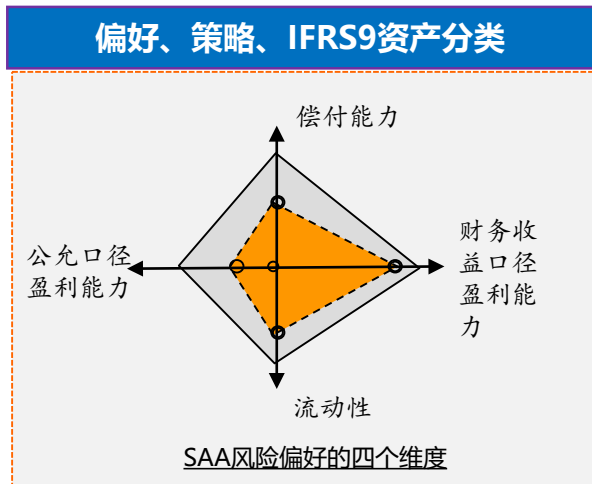 偏好、策略、IFRS9资产分类
偿付能力
公允口径
盈利能力
财务收
益口径
盈利能
力
流动性
SAA风险偏好的四个维度